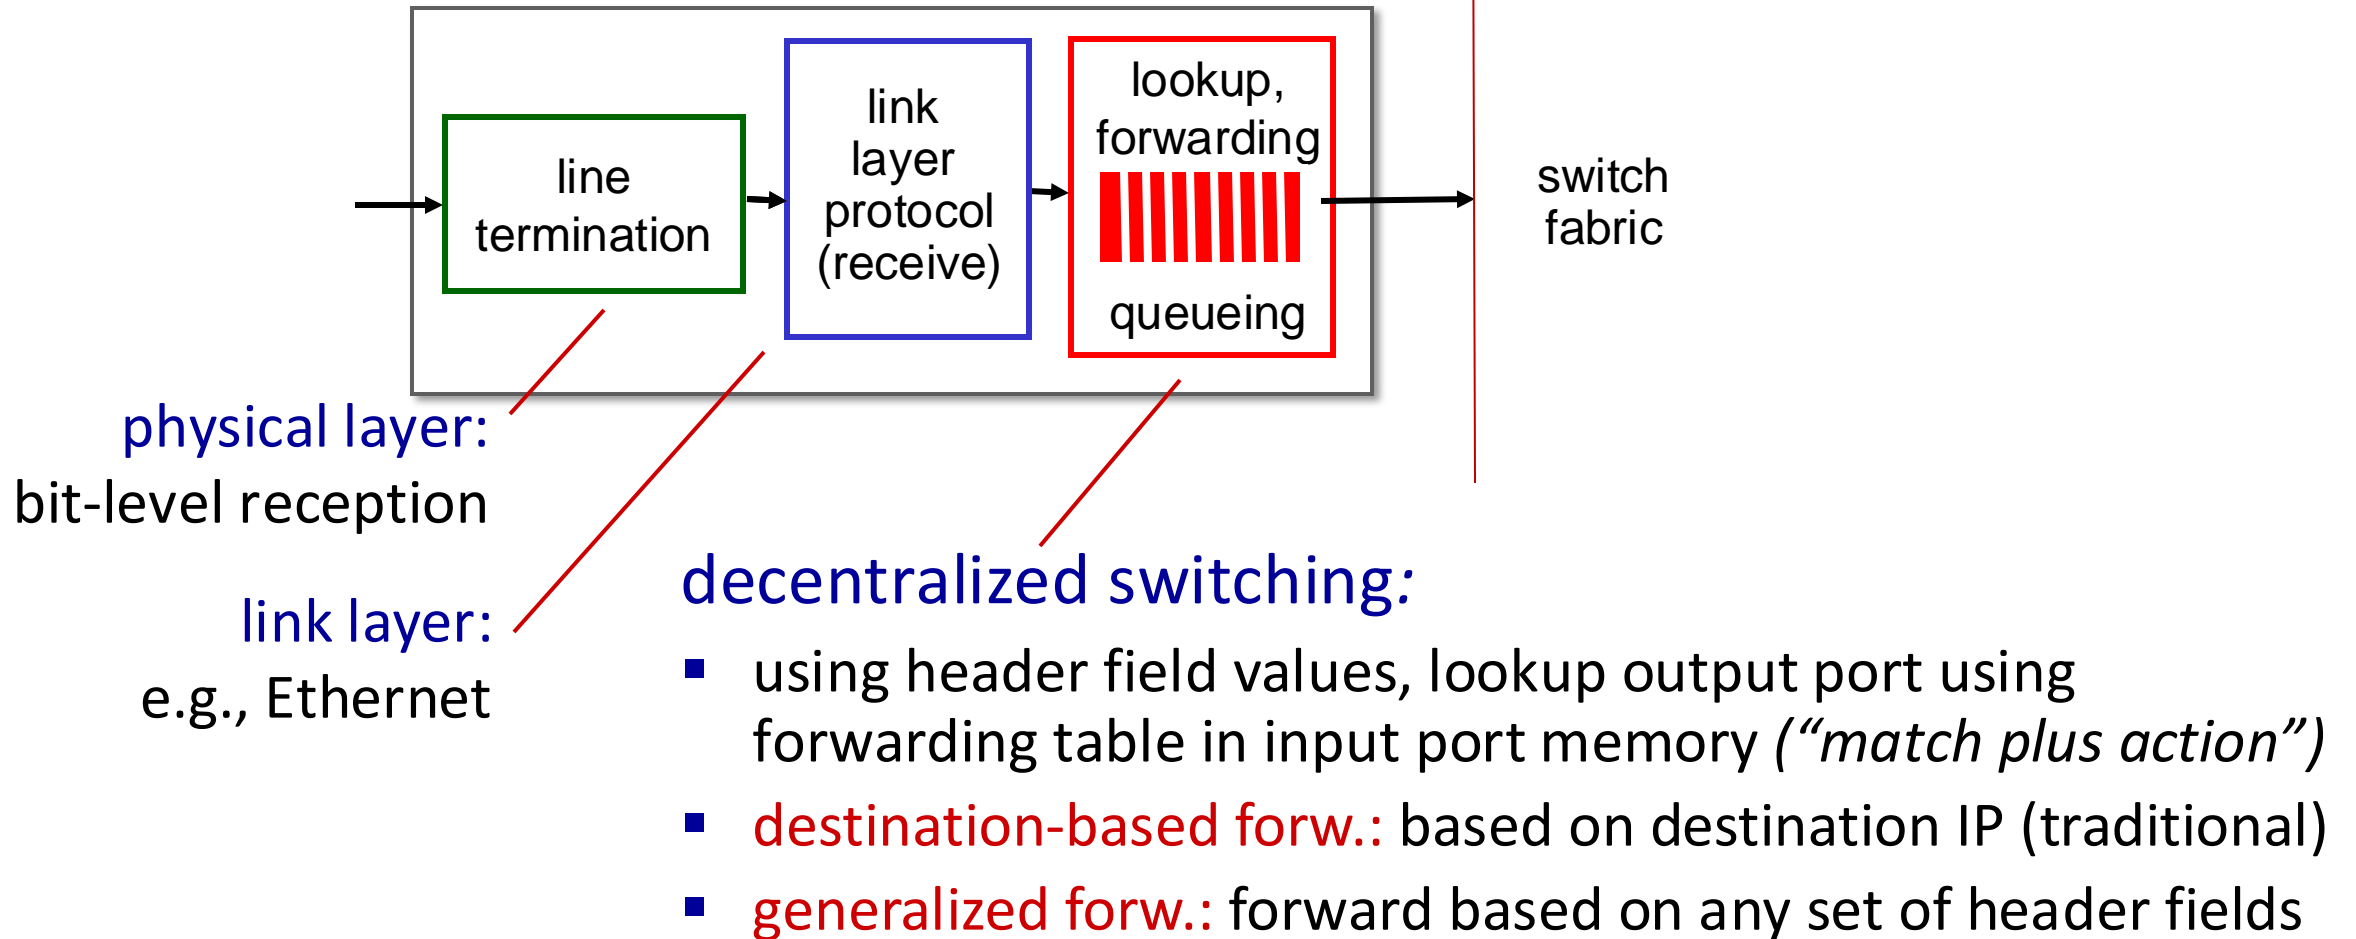 line
termination
link
layer
protocol
(receive)
lookup,
forwarding
queueing
switch
fabric
physical layer:
bit-level reception
link layer:
e.g., Ethernet
decentralized switching:
▪ using header field values, lookup output port using
forwarding table in input port memory (“match plus action”)
▪ destination-based forw.: based on destination IP (traditional)
▪ generalized forw.: forward based on any set of header fields